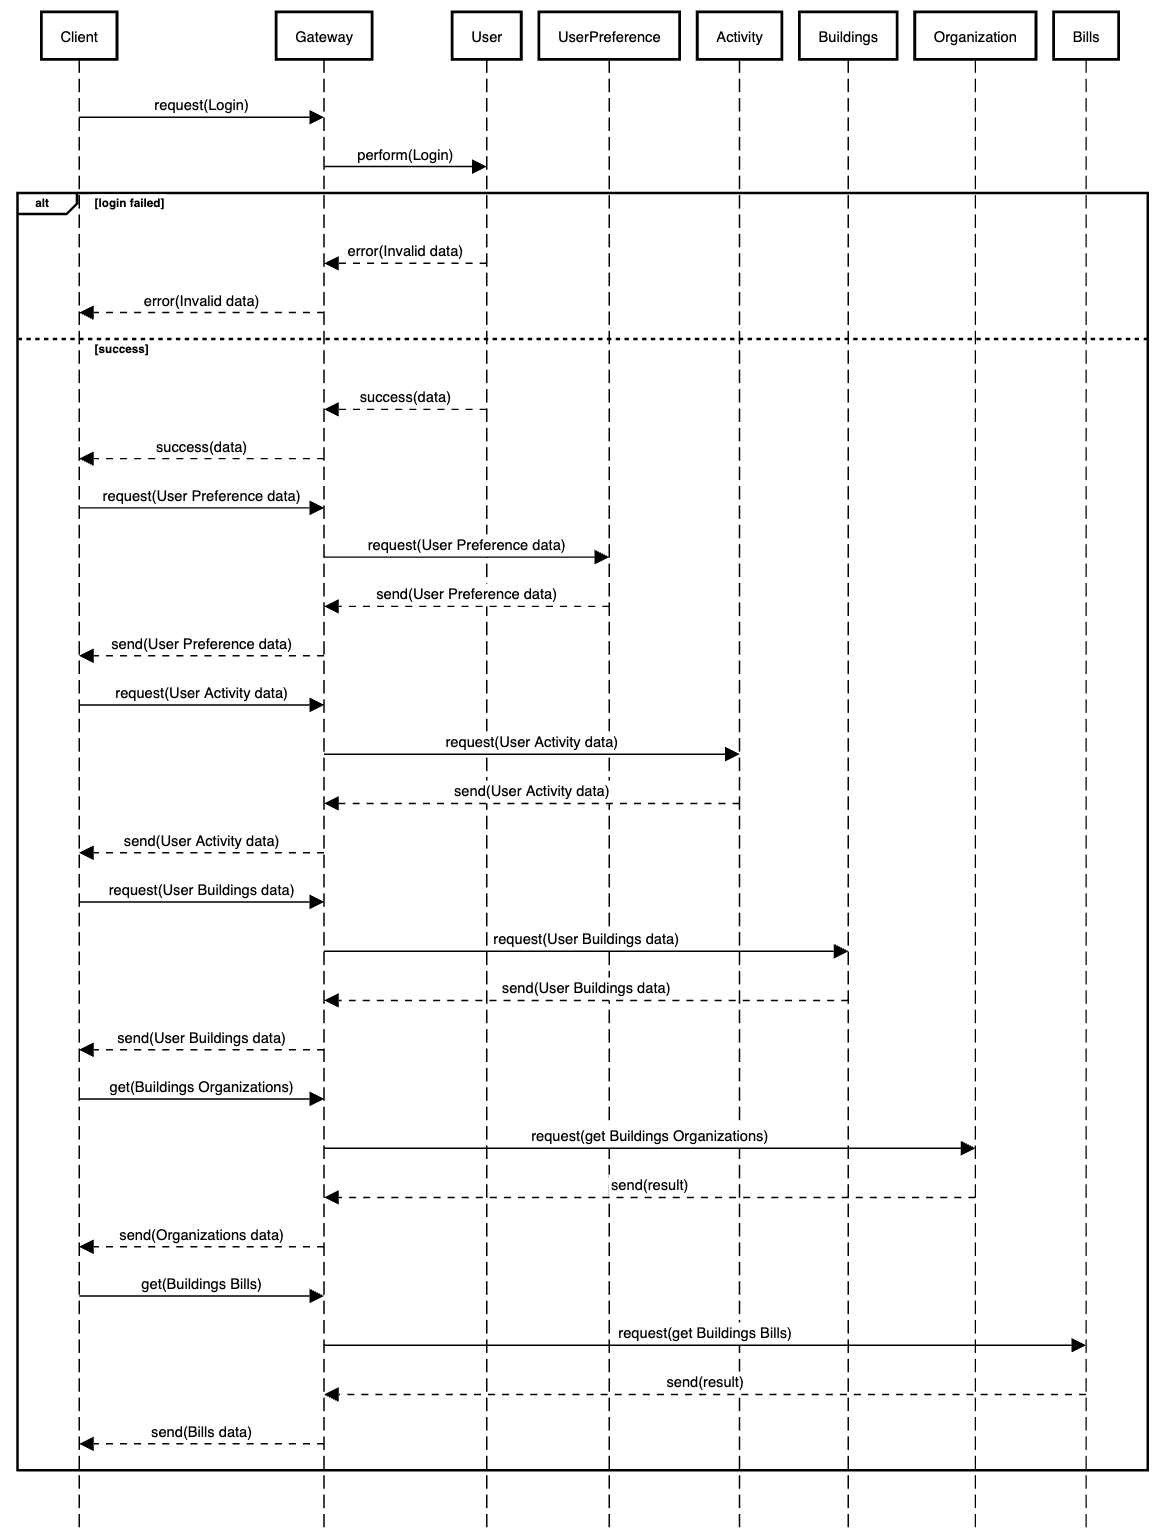 Client
Gateway
User
UserPreference
Activity
Buildings
Organization
Bills
request(Login)
perform(Login)
alt
[login failed]
error(Invalid data)
error(Invalid data)
[success]
success(data)
success(data)
request(User Preference data)
request(User Preference data)
send(User Preference data)
send(User Preference data)
request(User Activity data)
request(User Activity data)
send(User Activity data)
send(User Activity data)
request(User Buildings data)
request(User Buildings data)
send(User Buildings data)
send(User Buildings data)
get(Buildings Organizations)
request(get Buildings Organizations)
send(result)
send(Organizations data)
get(Buildings Bills)
request(get Buildings Bills)
send(result)
send(Bills data)